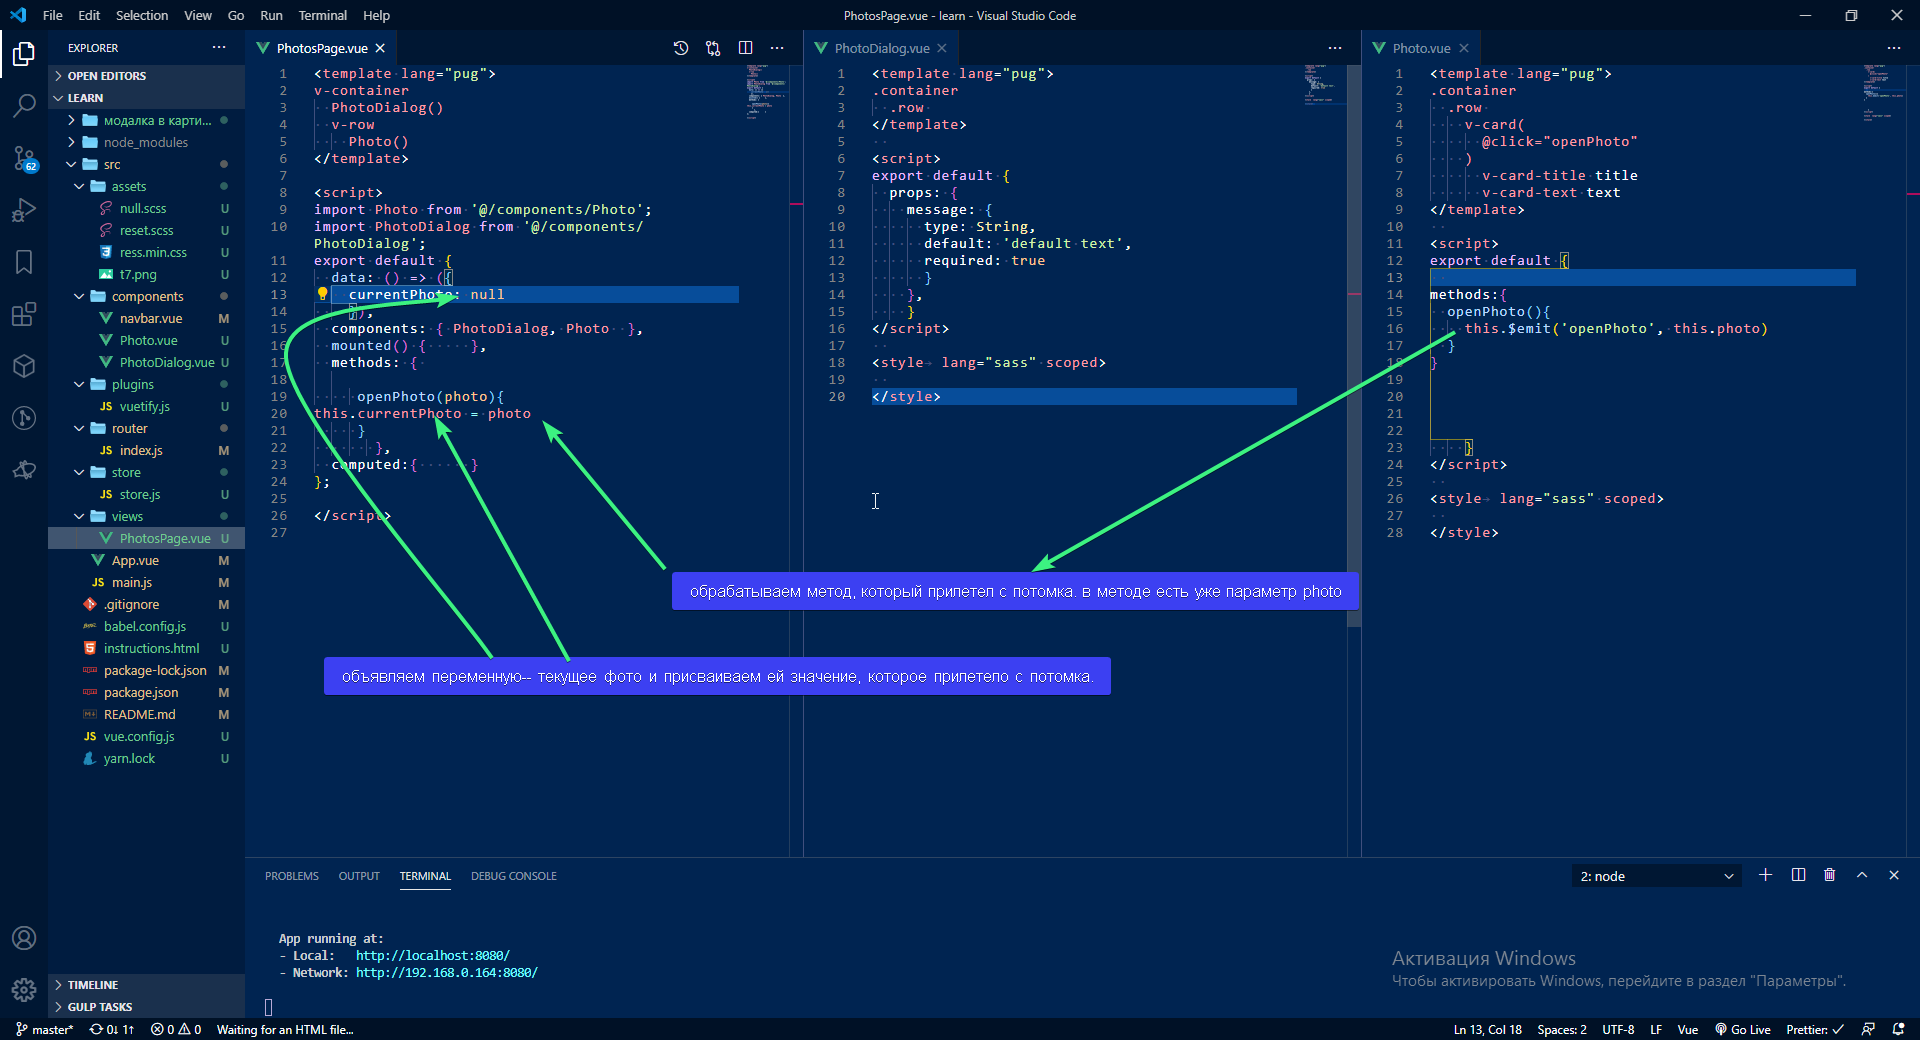 File Edit Selection View Go Run Terminal Help
PhotosPage.vue - learn - Visual Studio Code
EXPLORER
OPEN EDITORS
LEARN
модалка в карти...
node_modules
src
assets
null.scss U
reset.scss U
ress.min.css U
t7.png U
components
navbar.vue M
Photo.vue U
PhotoDialog.vue U
plugins
JS vuetify.js U
router
JS index.js M
store
JS store.js U
views
PhotosPage.vue U
App.vue M
JS main.js M
.gitignore M
babel.config.js U
instructions.html U
package-lock.json M
package.json M
README.md M
JS vue.config.js U
yarn.lock U
TIMELINE
GULP TASKS
62
PhotosPage.vue
1 <template lang="pug">
2 v-container
3 PhotoDialog()
4 v-row
5 Photo()
6 </template>
7
8 <script>
9 import Photo from '@/components/Photo';
10 import PhotoDialog from '@/components/
PhotoDialog';
11 export default {
12 data: () => ({
13 currentPhoto: null
14 }),
15 components: { PhotoDialog, Photo },
16 mounted() { },
17 methods: {
18
19 openPhoto(photo){
20 this.currentPhoto = photo
21 }
22 },
23 computed:{ }
24 };
25
26 </script>
27
PhotoDialog.vue
1 <template lang="pug">
2 .container
3 .row
4 </template>
5
6 <script>
7 export default {
8 props: {
9 message: {
10 type: String,
11 default: 'default text',
12 required: true
13 }
14 },
15 }
16 </script>
17
18 <style lang="sass" scoped>
19
20 </style>
Photo.vue
1 <template lang="pug">
2 .container
3 .row
4 v-card(
5 @click="openPhoto"
6 )
7 v-card-title title
8 v-card-text text
9 </template>
10
11 <script>
12 export default {
13
14 methods:{
15 openPhoto(){
16 this.$emit('openPhoto', this.photo)
17 }
18 }
19
20
21
22
23 }
24 </script>
25
26 <style lang="sass" scoped>
27
28 </style>
обрабатываем метод, который прилетел с потомка. в методе есть уже параметр photo
объявляем переменную-- текущее фото и присваиваем ей значение, которое прилетело с потомка.
PROBLEMS OUTPUT TERMINAL DEBUG CONSOLE
2: node
App running at:
- Local: http://localhost:8080/
- Network: http://192.168.0.164:8080/
Активация Windows
Чтобы активировать Windows, перейдите в раздел "Параметры".
master* 0↓ 1↑ 0 0 Waiting for an HTML file...
Ln 13, Col 18 Spaces: 2 UTF-8 LF Vue Go Live Prettier: ✓